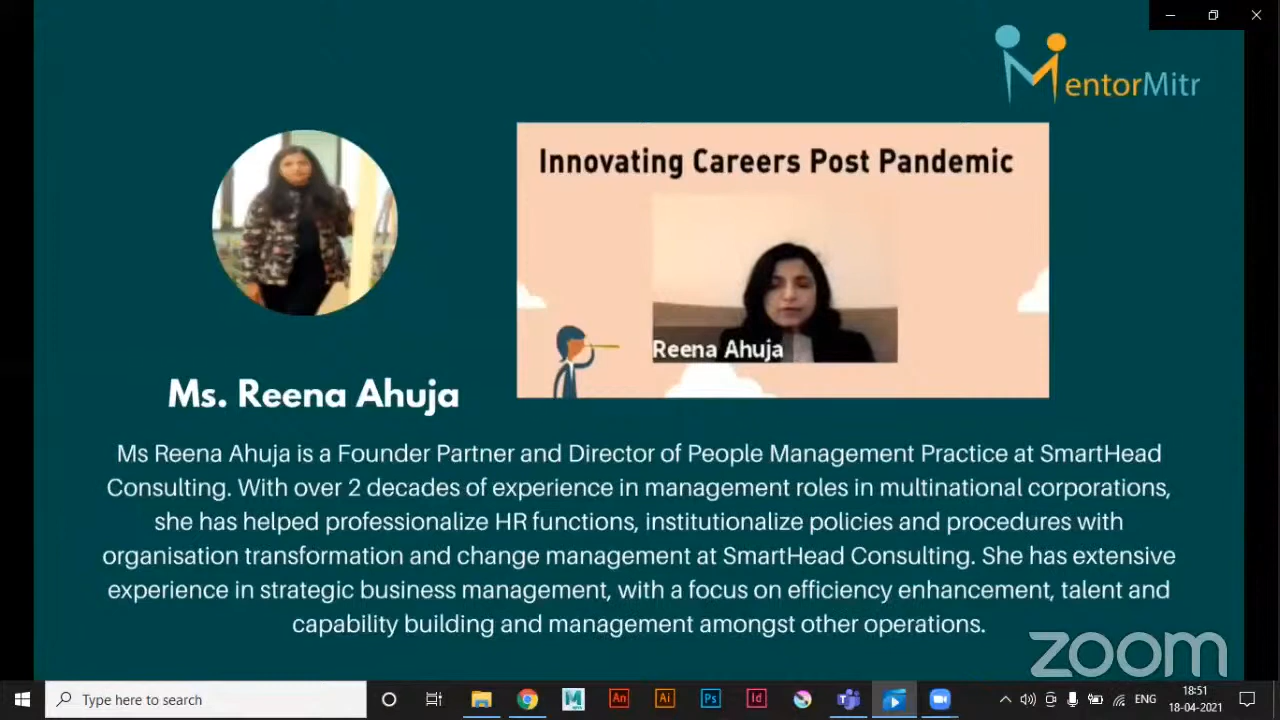 MentorMitr
Innovating Careers Post Pandemic
Reena Ahuja
Ms. Reena Ahuja
Ms Reena Ahuja is a Founder Partner and Director of People Management Practice at SmartHead
Consulting. With over 2 decades of experience in management roles in multinational corporations,
she has helped professionalize HR functions, institutionalize policies and procedures with
organisation transformation and change management at SmartHead Consulting. She has extensive
experience in strategic business management, with a focus on efficiency enhancement, talent and
capability building and management amongst other operations.
zoom
Type here to search
M
An
Ai
Ps
Id
ENG
18:51
18-04-2021